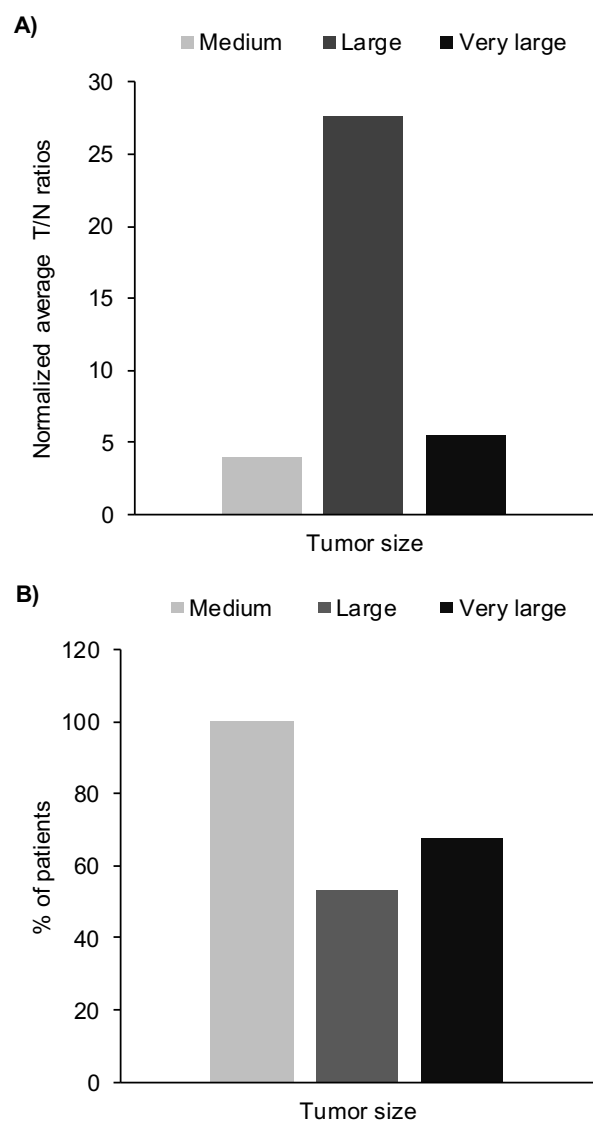 A)
Medium Large Very large
30
25
20
15
10
5
0
Normalized average T/N ratios
Tumor size
B)
Medium Large Very large
120
100
80
60
40
20
0
% of patients
Tumor size